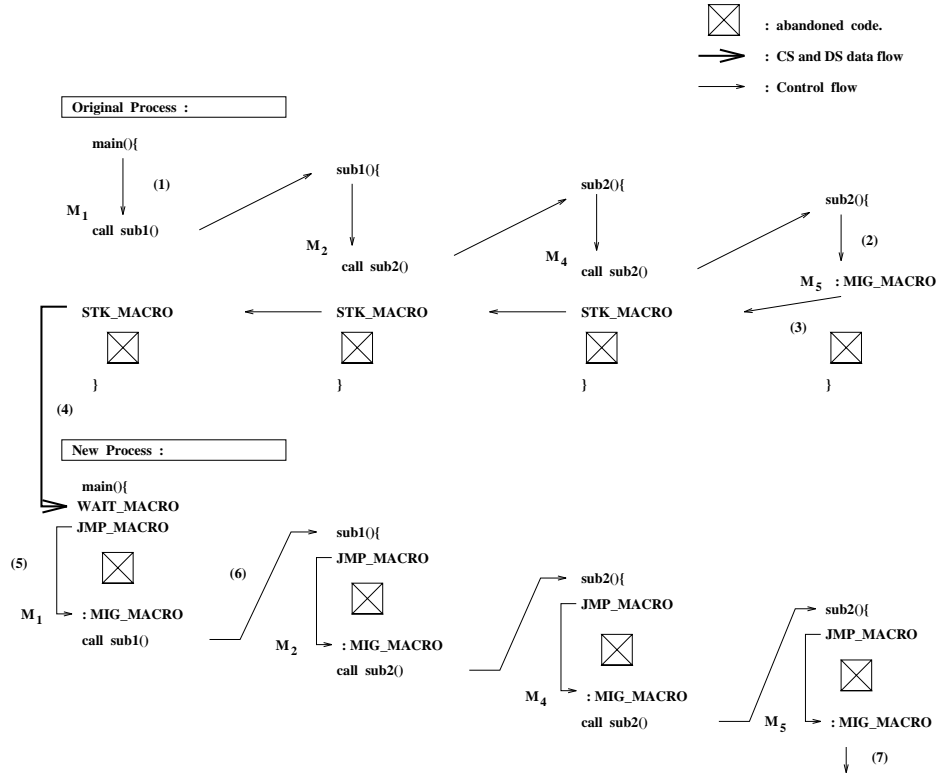 : abandoned code.
: CS and DS data flow
: Control flow
Original Process :
main(){
(1)
M1
call sub1()
sub1(){
M2
call sub2()
sub2(){
M4
call sub2()
sub2(){
(2)
M5 : MIG_MACRO
(3)
STK_MACRO
STK_MACRO
STK_MACRO
}
}
}
}
(4)
New Process :
main(){
WAIT_MACRO
JMP_MACRO
(5)
M1 : MIG_MACRO
call sub1()
(6)
sub1(){
JMP_MACRO
M2 : MIG_MACRO
call sub2()
sub2(){
JMP_MACRO
M4 : MIG_MACRO
call sub2()
sub2(){
JMP_MACRO
M5 : MIG_MACRO
(7)